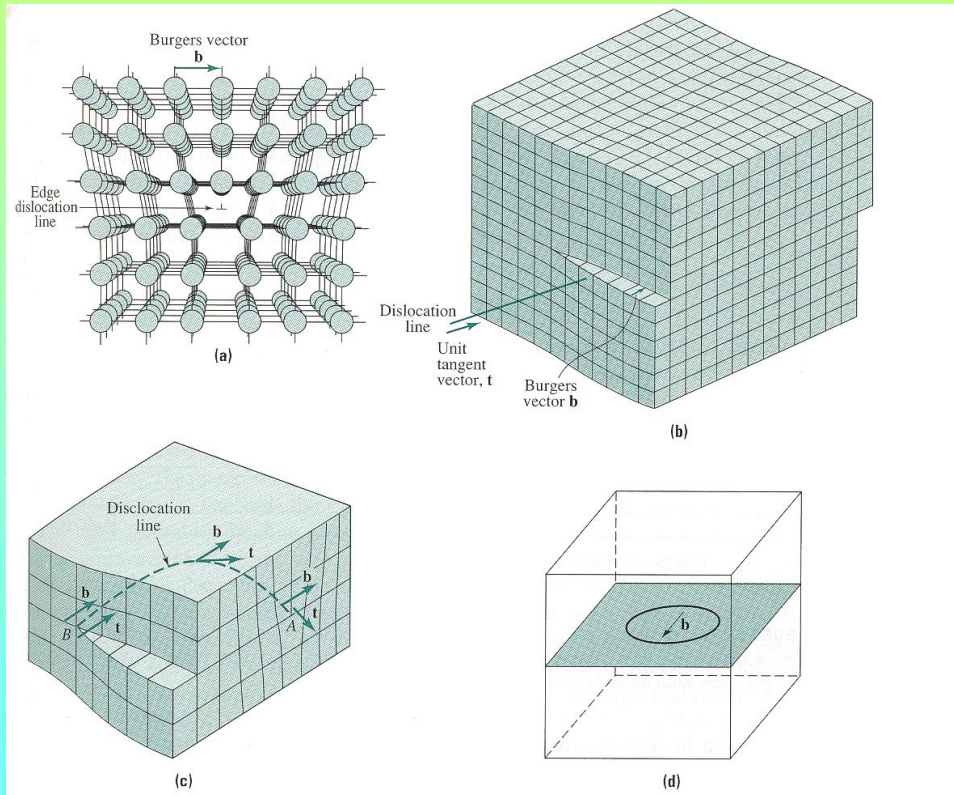 Burgers vector
b
Edge
dislocation
line
(a)
Dislocation
line
Unit
tangent
vector, t
Burgers
vector b
(b)
Disclocation
line
b
t
b
t
A
b
t
B
(c)
b
(d)